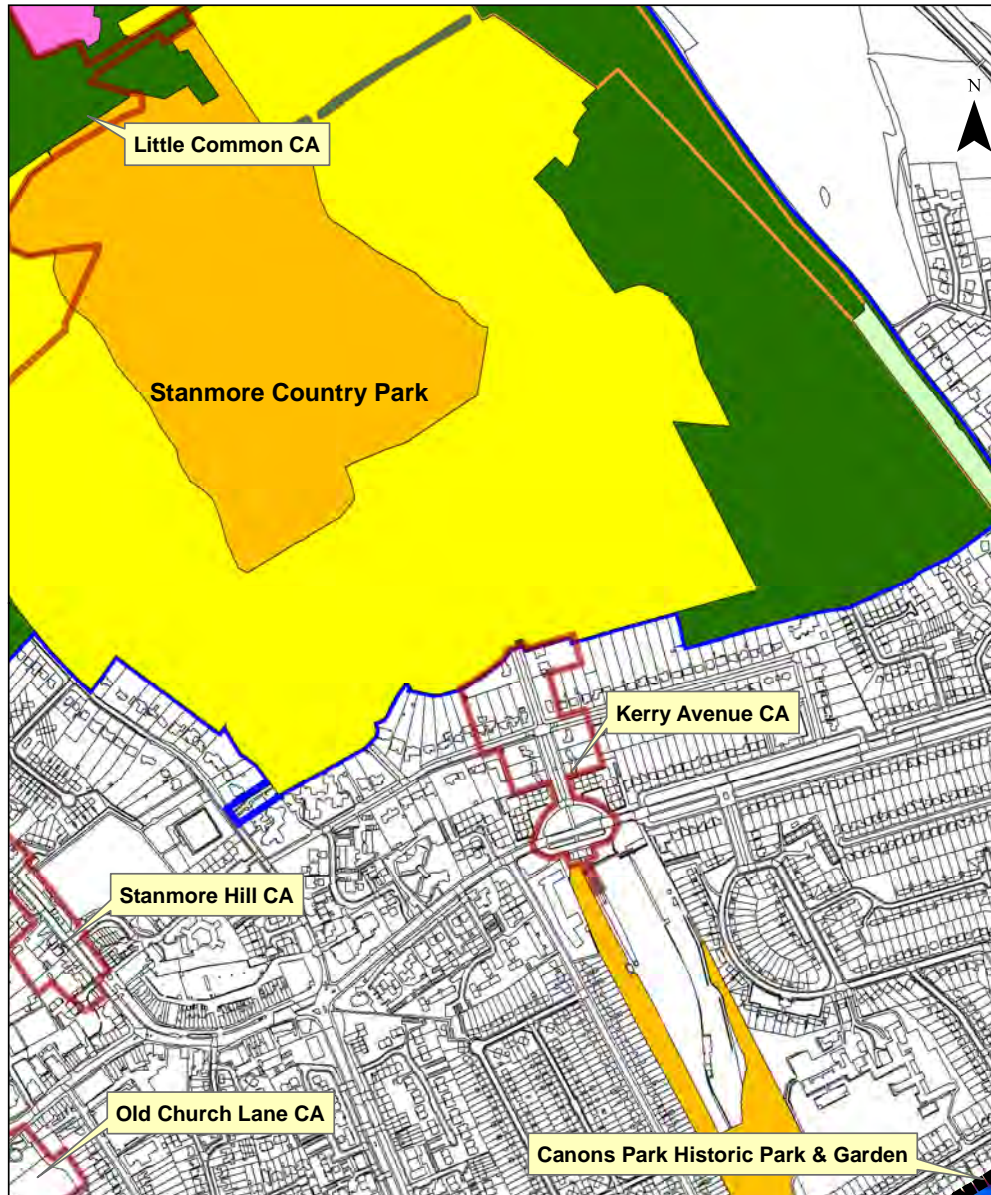 N
Little Common CA
Stanmore Country Park
Kerry Avenue CA
Stanmore Hill CA
Old Church Lane CA
Canons Park Historic Park & Garden